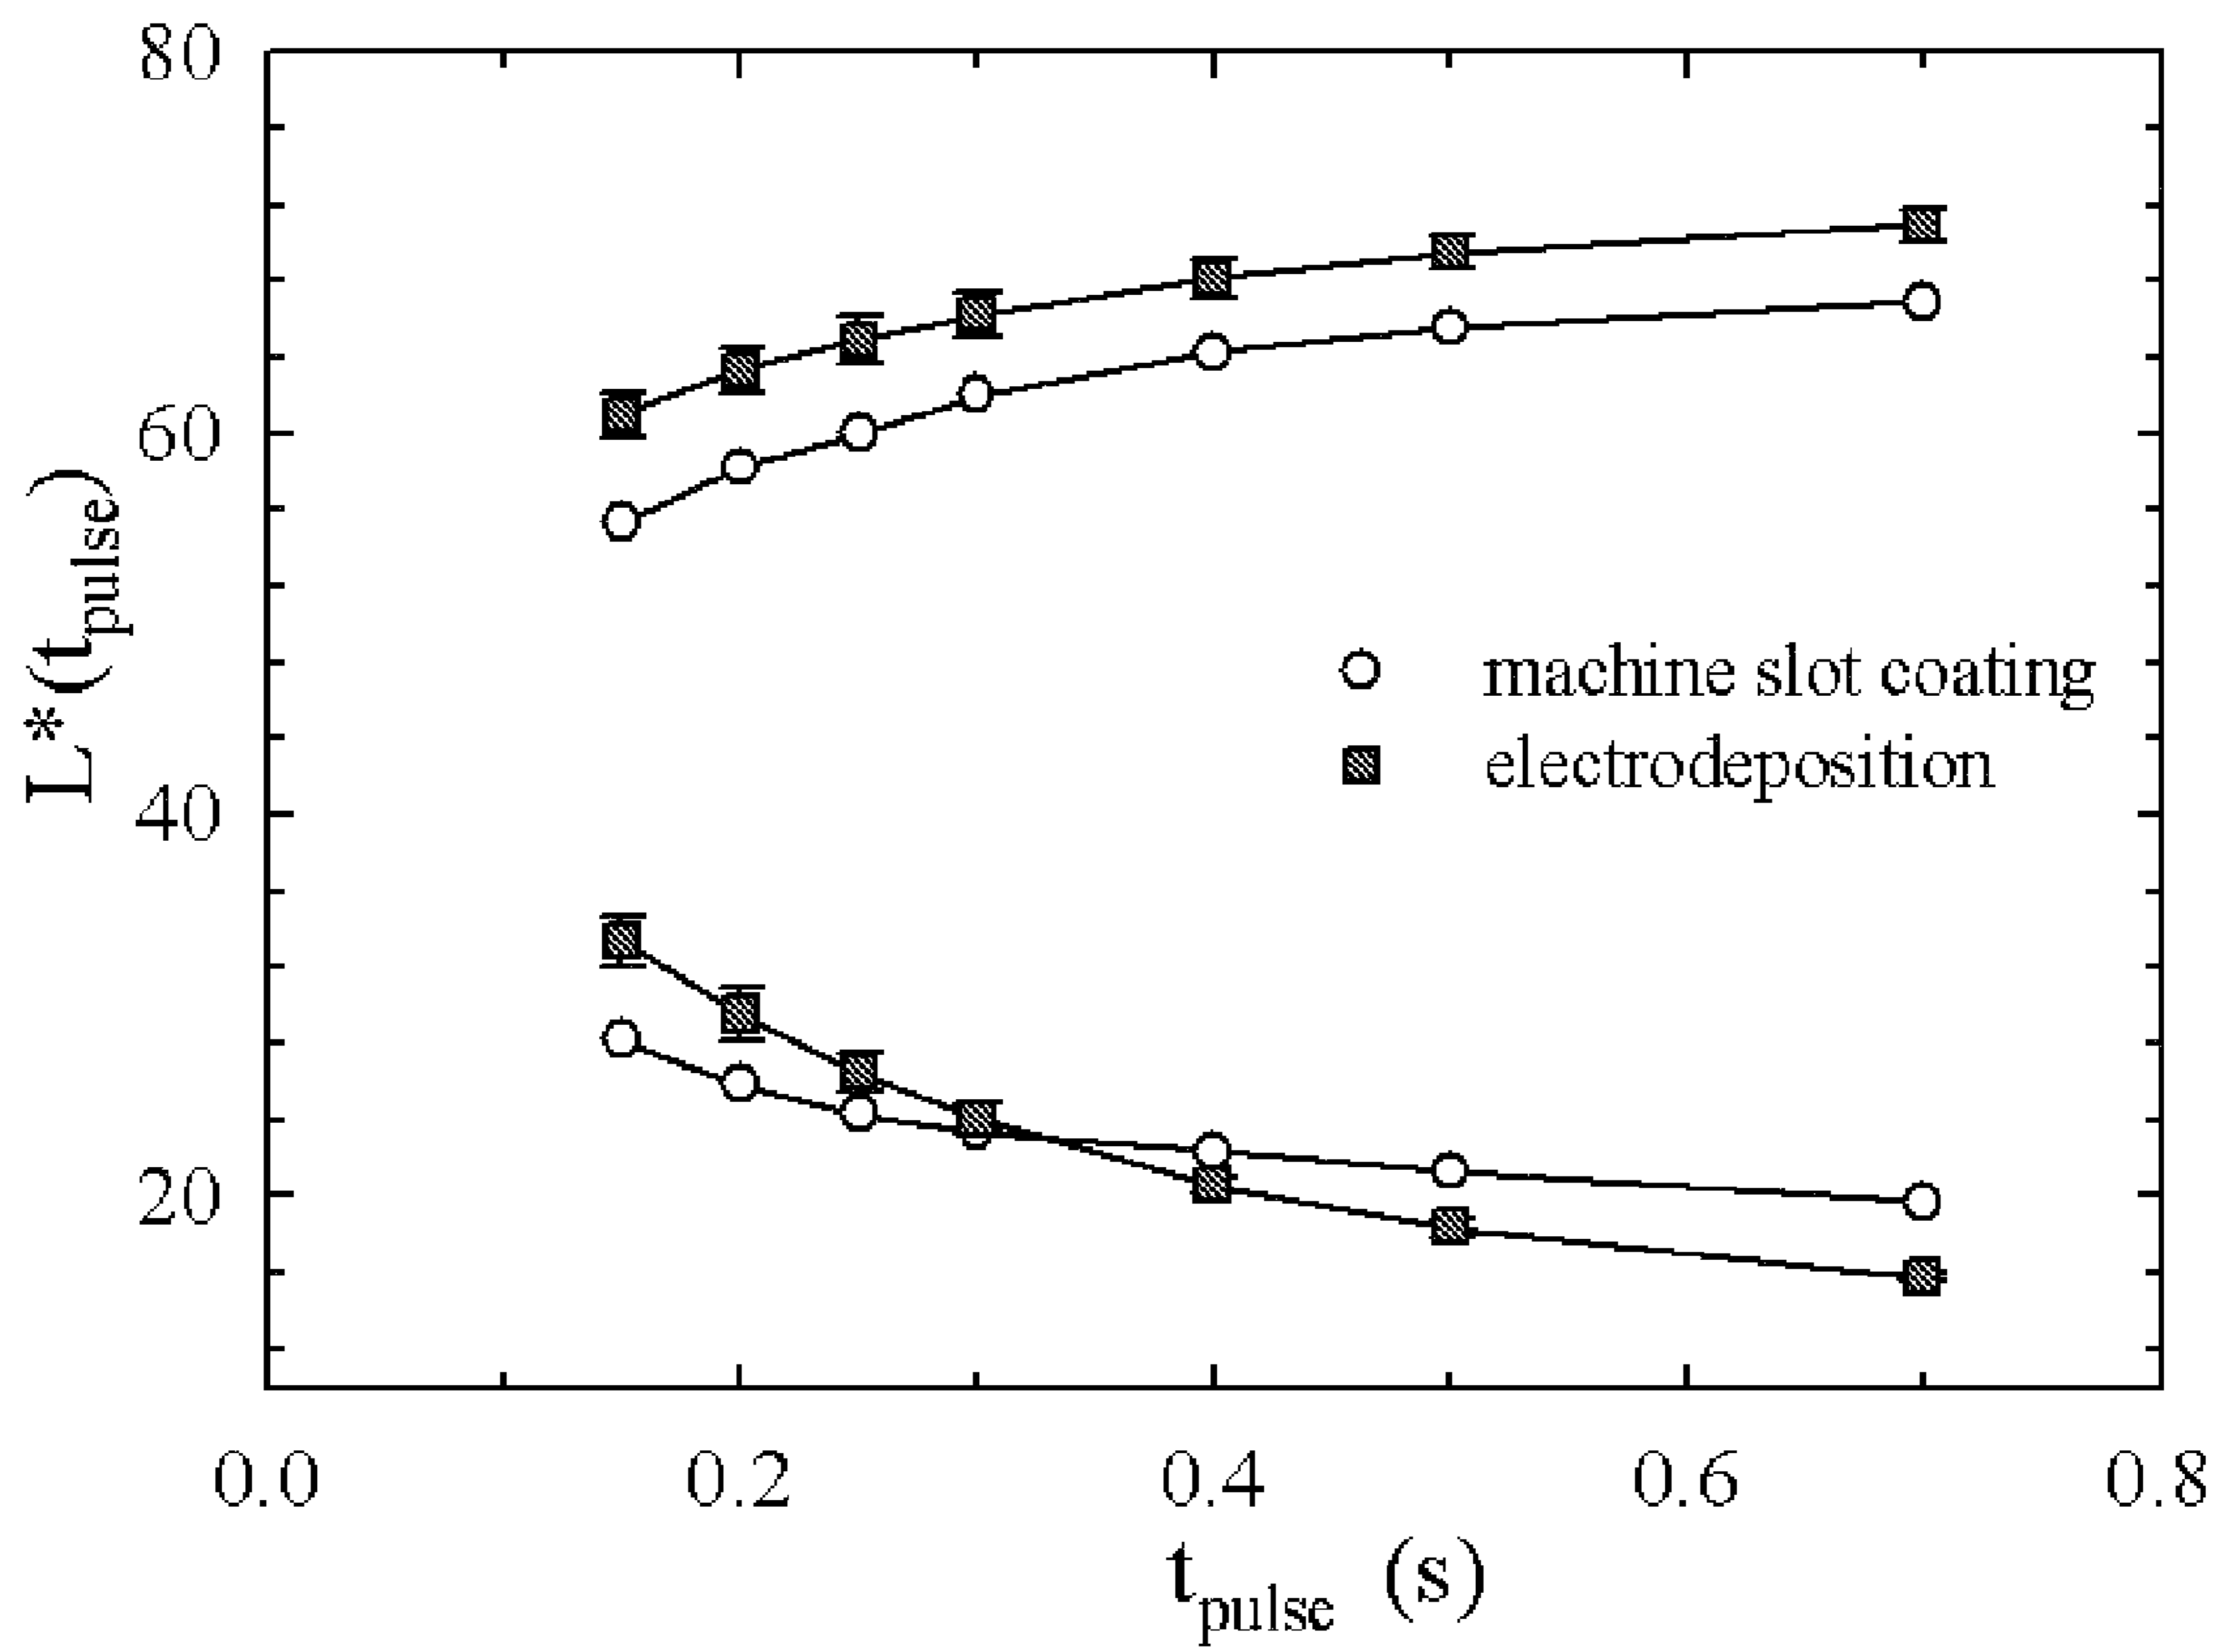 80
60
40
20
L*(tpulse)
machine slot coating
electrodeposition
0.0 0.2 0.4 0.6 0.8
tpulse (s)